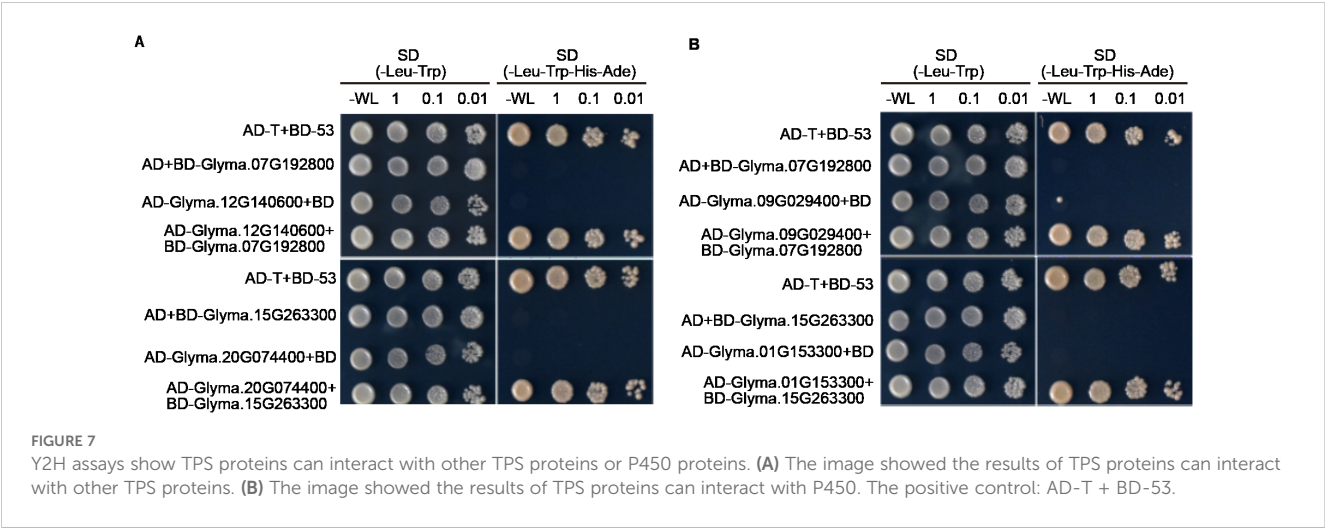 A
SD
(-Leu-Trp)
SD
(-Leu-Trp-His-Ade)
-WL 1 0.1 0.01
-WL 1 0.1 0.01
AD-T+BD-53
AD+BD-Glyma.07G192800
AD-Glyma.12G140600+BD
AD-Glyma.12G140600+
BD-Glyma.07G192800
AD-T+BD-53
AD+BD-Glyma.15G263300
AD-Glyma.20G074400+BD
AD-Glyma.20G074400+
BD-Glyma.15G263300
B
SD
(-Leu-Trp)
SD
(-Leu-Trp-His-Ade)
-WL 1 0.1 0.01
-WL 1 0.1 0.01
AD-T+BD-53
AD+BD-Glyma.07G192800
AD-Glyma.09G029400+BD
AD-Glyma.09G029400+
BD-Glyma.07G192800
AD-T+BD-53
AD+BD-Glyma.15G263300
AD-Glyma.01G153300+BD
AD-Glyma.01G153300+
BD-Glyma.15G263300
FIGURE 7
Y2H assays show TPS proteins can interact with other TPS proteins or P450 proteins. (A) The image showed the results of TPS proteins can interact
with other TPS proteins. (B) The image showed the results of TPS proteins can interact with P450. The positive control: AD-T + BD-53.